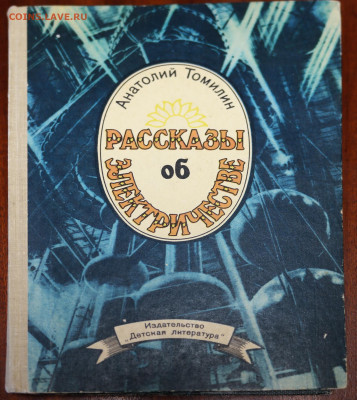 COINS.LAVE.RU
Анатолий Томилин
РАССКАЗЫ
об
ЭЛЕКТРИЧЕСТВЕ
Издательство
„Детская литература"